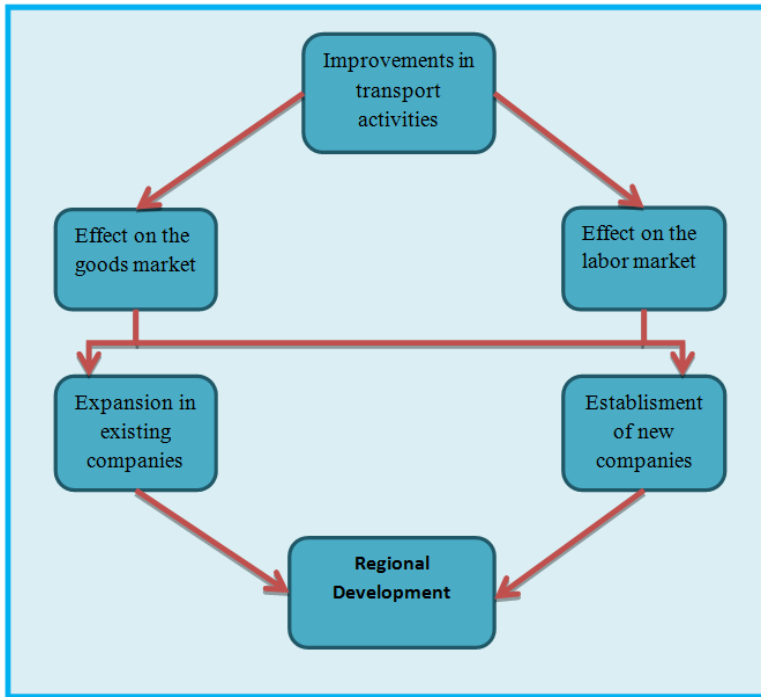 Improvements in
transport
activities
Effect on the
goods market
Effect on the
labor market
Expansion in
existing
companies
Establisment
of new
companies
Regional
Development